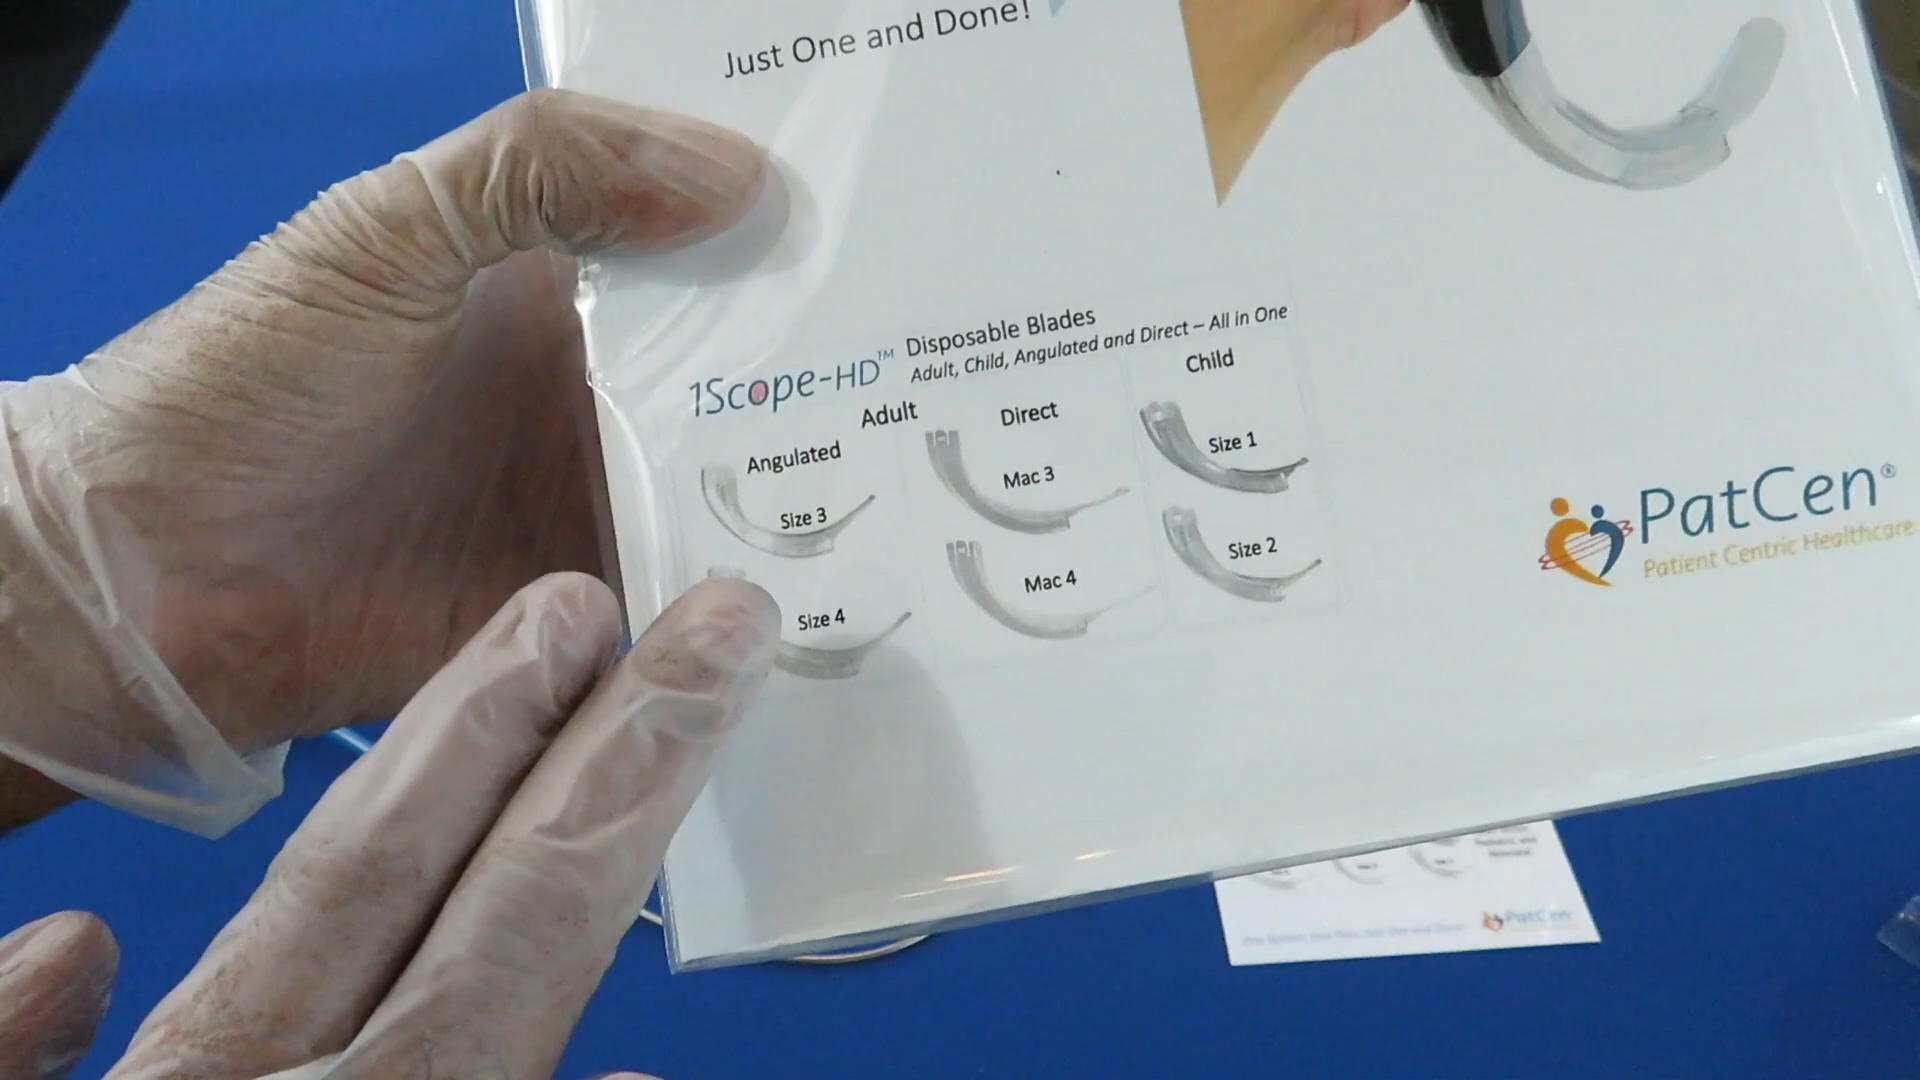 Just One and Done!
1Scope-HD™ Disposable Blades
Adult, Child, Angulated and Direct – All in One
Adult
Angulated
Direct
Child
Size 3
Mac 3
Size 1
Size 4
Mac 4
Size 2
PatCen®
Patient Centric Healthcare
PatCen